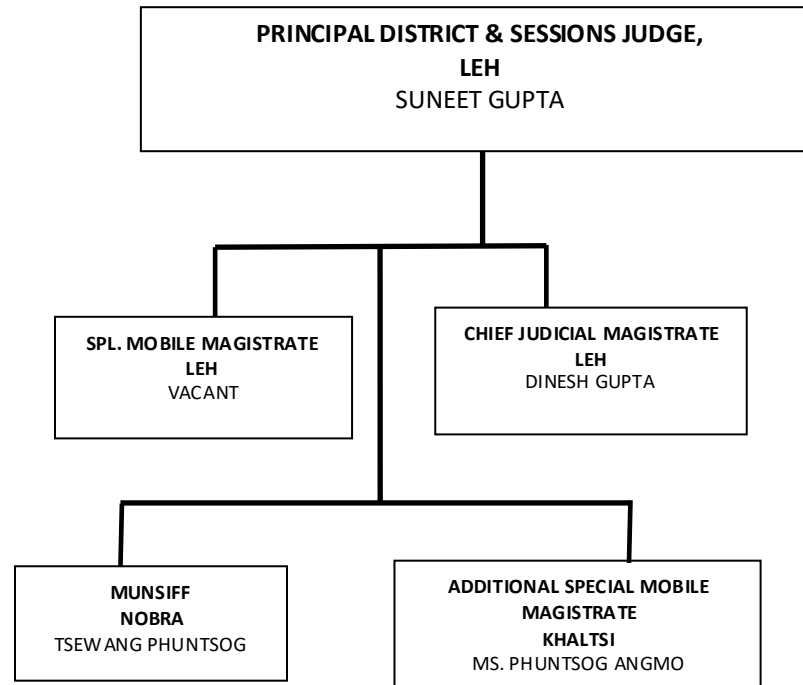 PRINCIPAL DISTRICT & SESSIONS JUDGE,
LEH
SUNEET GUPTA
SPL. MOBILE MAGISTRATE
LEH
VACANT
CHIEF JUDICIAL MAGISTRATE
LEH
DINESH GUPTA
MUNSIFF
NOBRA
TSEWANG PHUNTSOG
ADDITIONAL SPECIAL MOBILE
MAGISTRATE
KHALTSI
MS. PHUNTSOG ANGMO